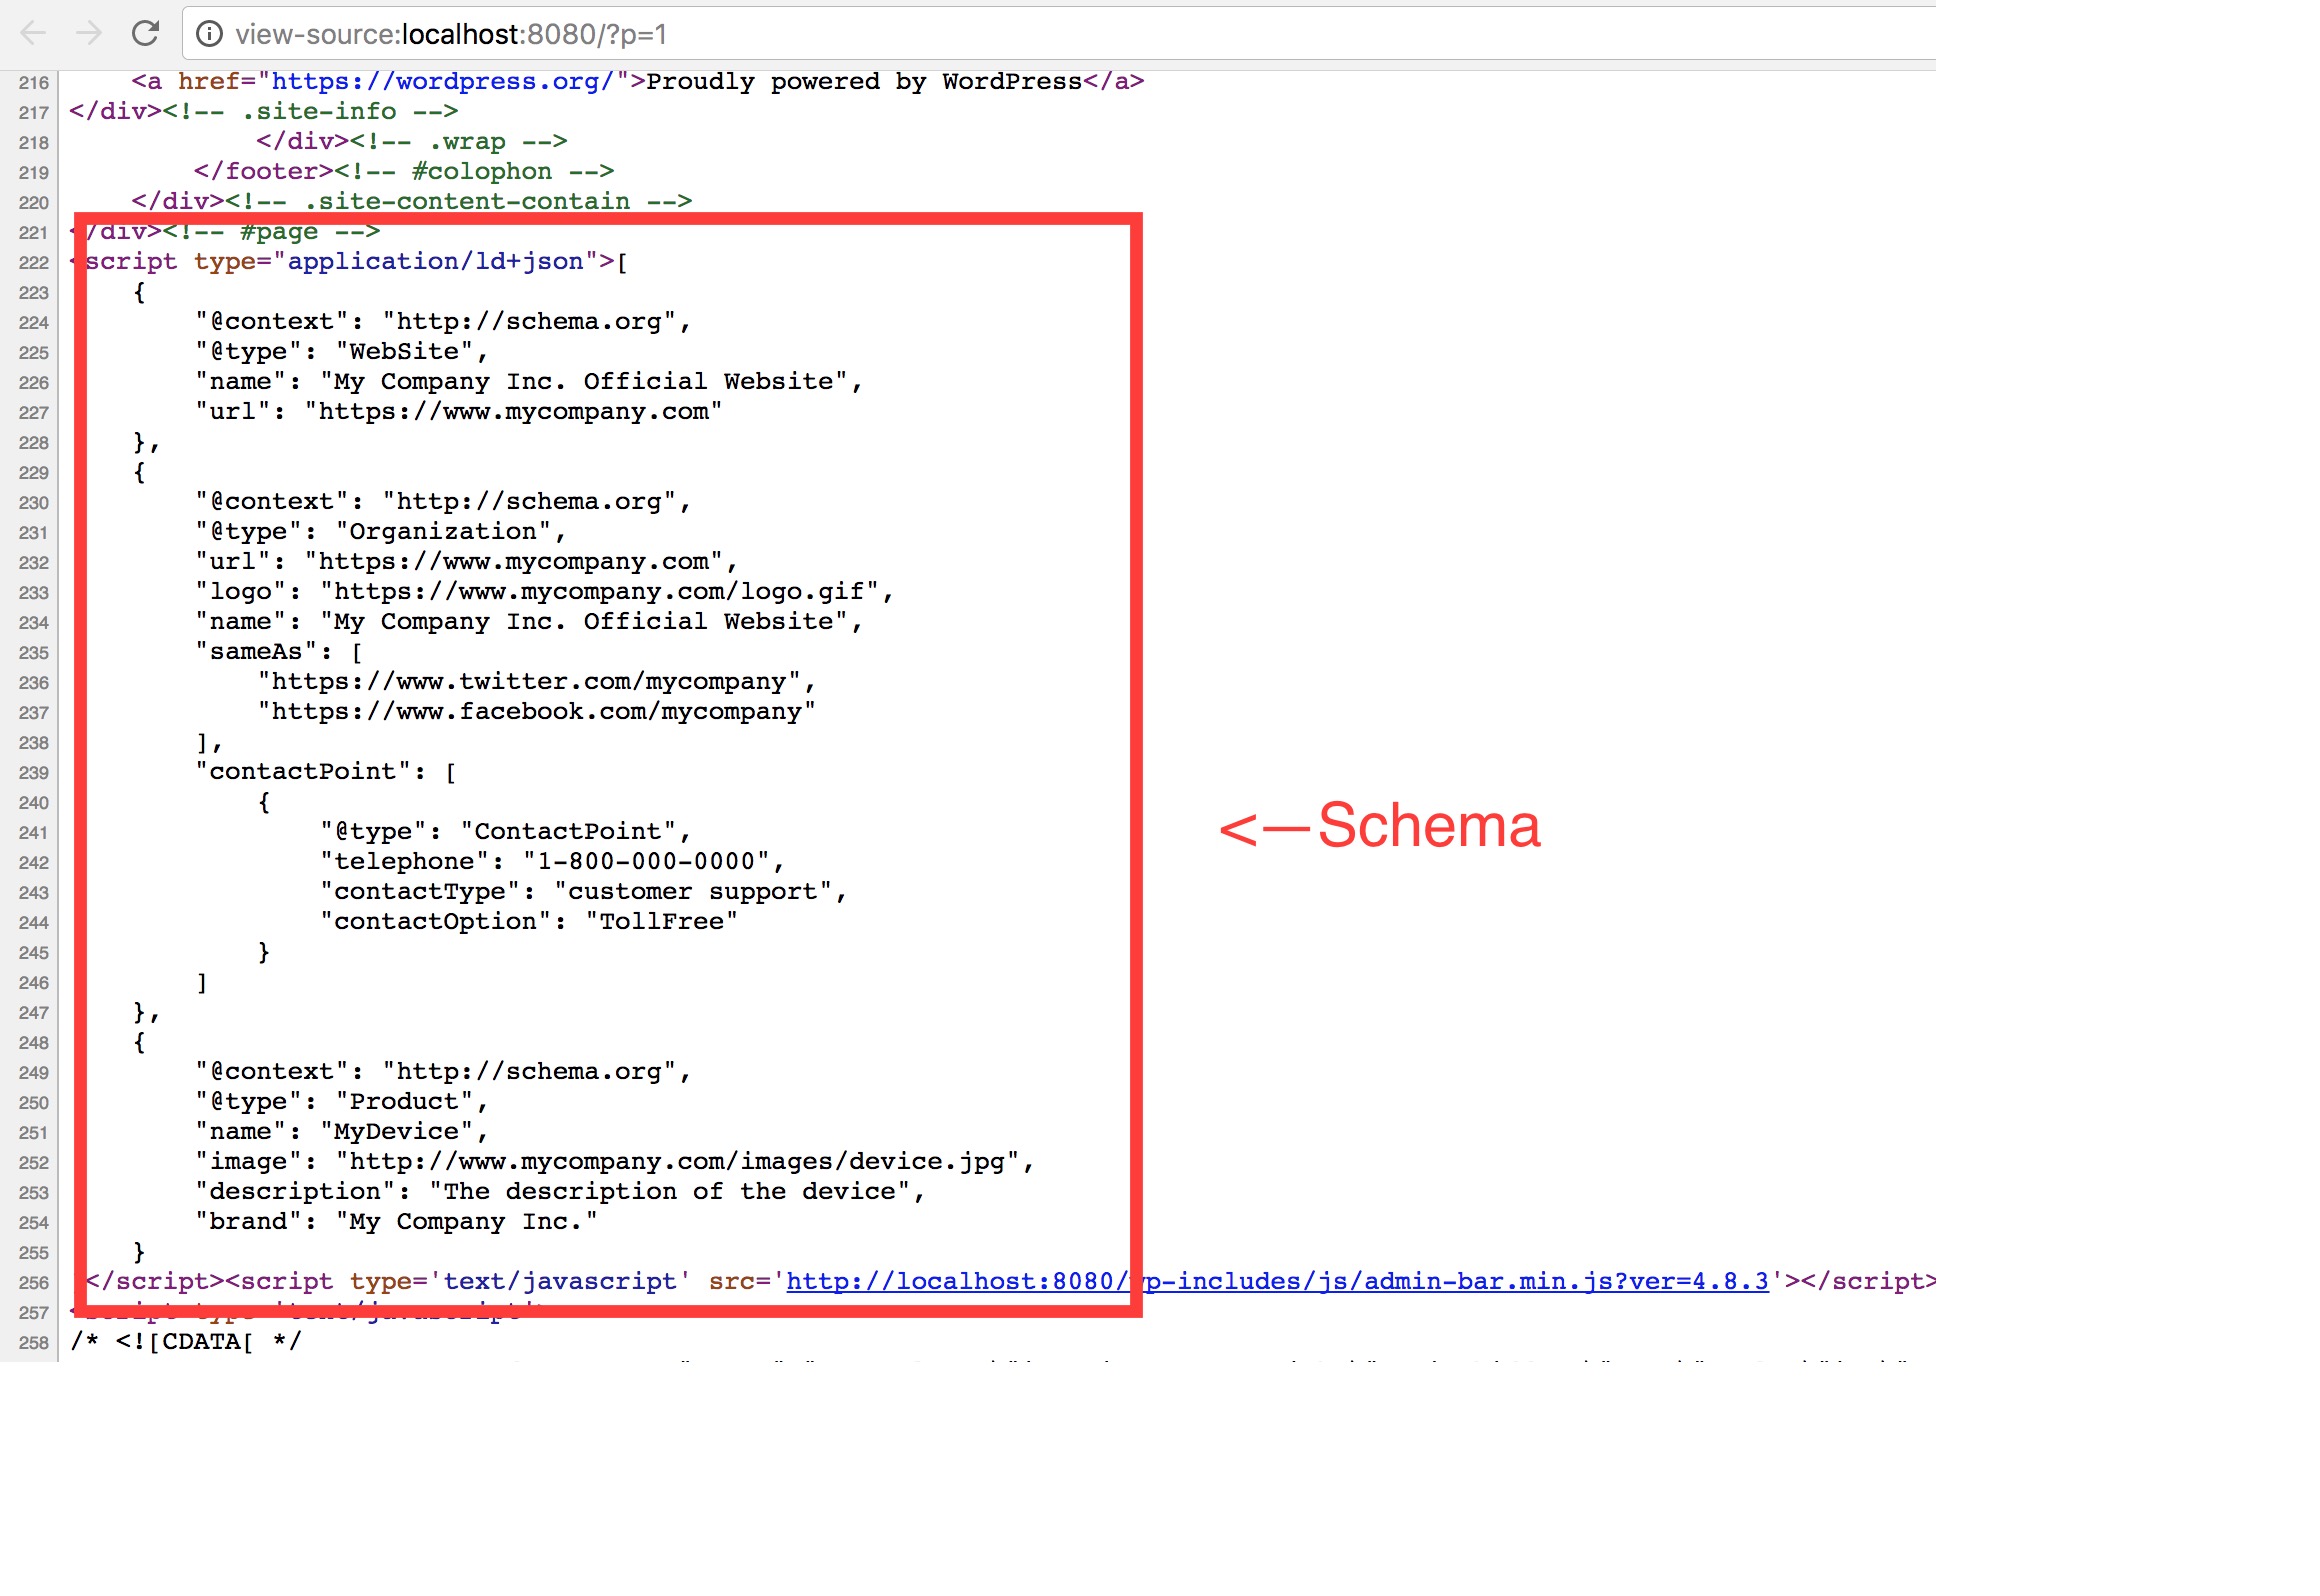 view-source:localhost:8080/?p=1
216 <a href="https://wordpress.org/">Proudly powered by WordPress</a>
217 </div><!-- .site-info -->
218 </div><!-- .wrap -->
219 </footer><!-- #colophon -->
220 </div><!-- .site-content-contain -->
221 </div><!-- #page -->
222 <script type="application/ld+json">[
223 {
224 "@context": "http://schema.org",
225 "@type": "WebSite",
226 "name": "My Company Inc. Official Website",
227 "url": "https://www.mycompany.com"
228 },
229 {
230 "@context": "http://schema.org",
231 "@type": "Organization",
232 "url": "https://www.mycompany.com",
233 "logo": "https://www.mycompany.com/logo.gif",
234 "name": "My Company Inc. Official Website",
235 "sameAs": [
236 "https://www.twitter.com/mycompany",
237 "https://www.facebook.com/mycompany"
238 ],
239 "contactPoint": [
240 {
241 "@type": "ContactPoint",
242 "telephone": "1-800-000-0000",
243 "contactType": "customer support",
244 "contactOption": "TollFree"
245 }
246 ]
247 },
248 {
249 "@context": "http://schema.org",
250 "@type": "Product",
251 "name": "MyDevice",
252 "image": "http://www.mycompany.com/images/device.jpg",
253 "description": "The description of the device",
254 "brand": "My Company Inc."
255 }
256 </script><script type='text/javascript' src='http://localhost:8080/wp-includes/js/admin-bar.min.js?ver=4.8.3'></script>
257 <script type='text/javascript'>
258 /* <![CDATA[ */
<—Schema